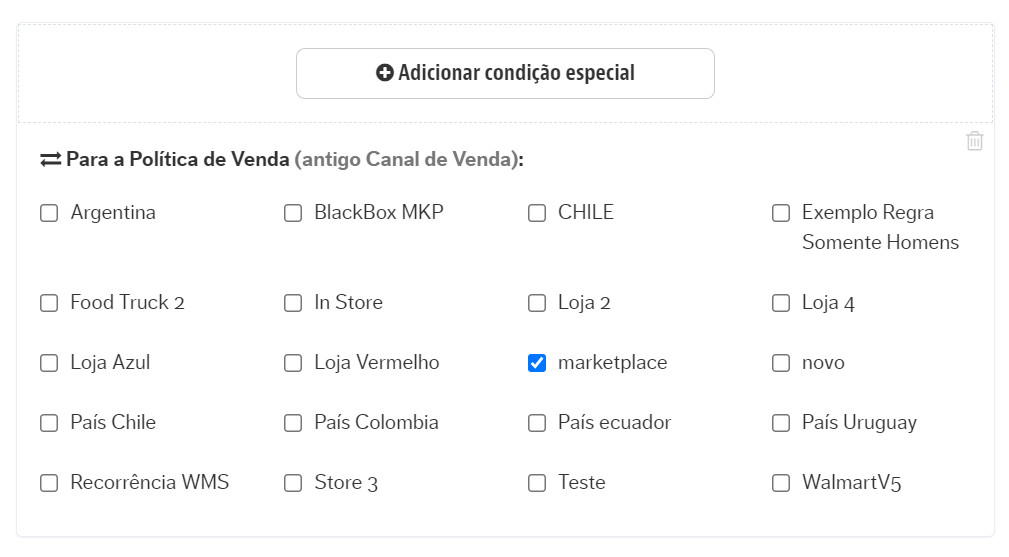 Adicionar condição especial
Para a Política de Venda (antigo Canal de Venda):
Argentina
BlackBox MKP
CHILE
Exemplo Regra
Somente Homens
Food Truck 2
In Store
Loja 2
Loja 4
Loja Azul
Loja Vermelho
marketplace
novo
País Chile
País Colombia
País ecuador
País Uruguay
Recorrência WMS
Store 3
Teste
WalmartV5